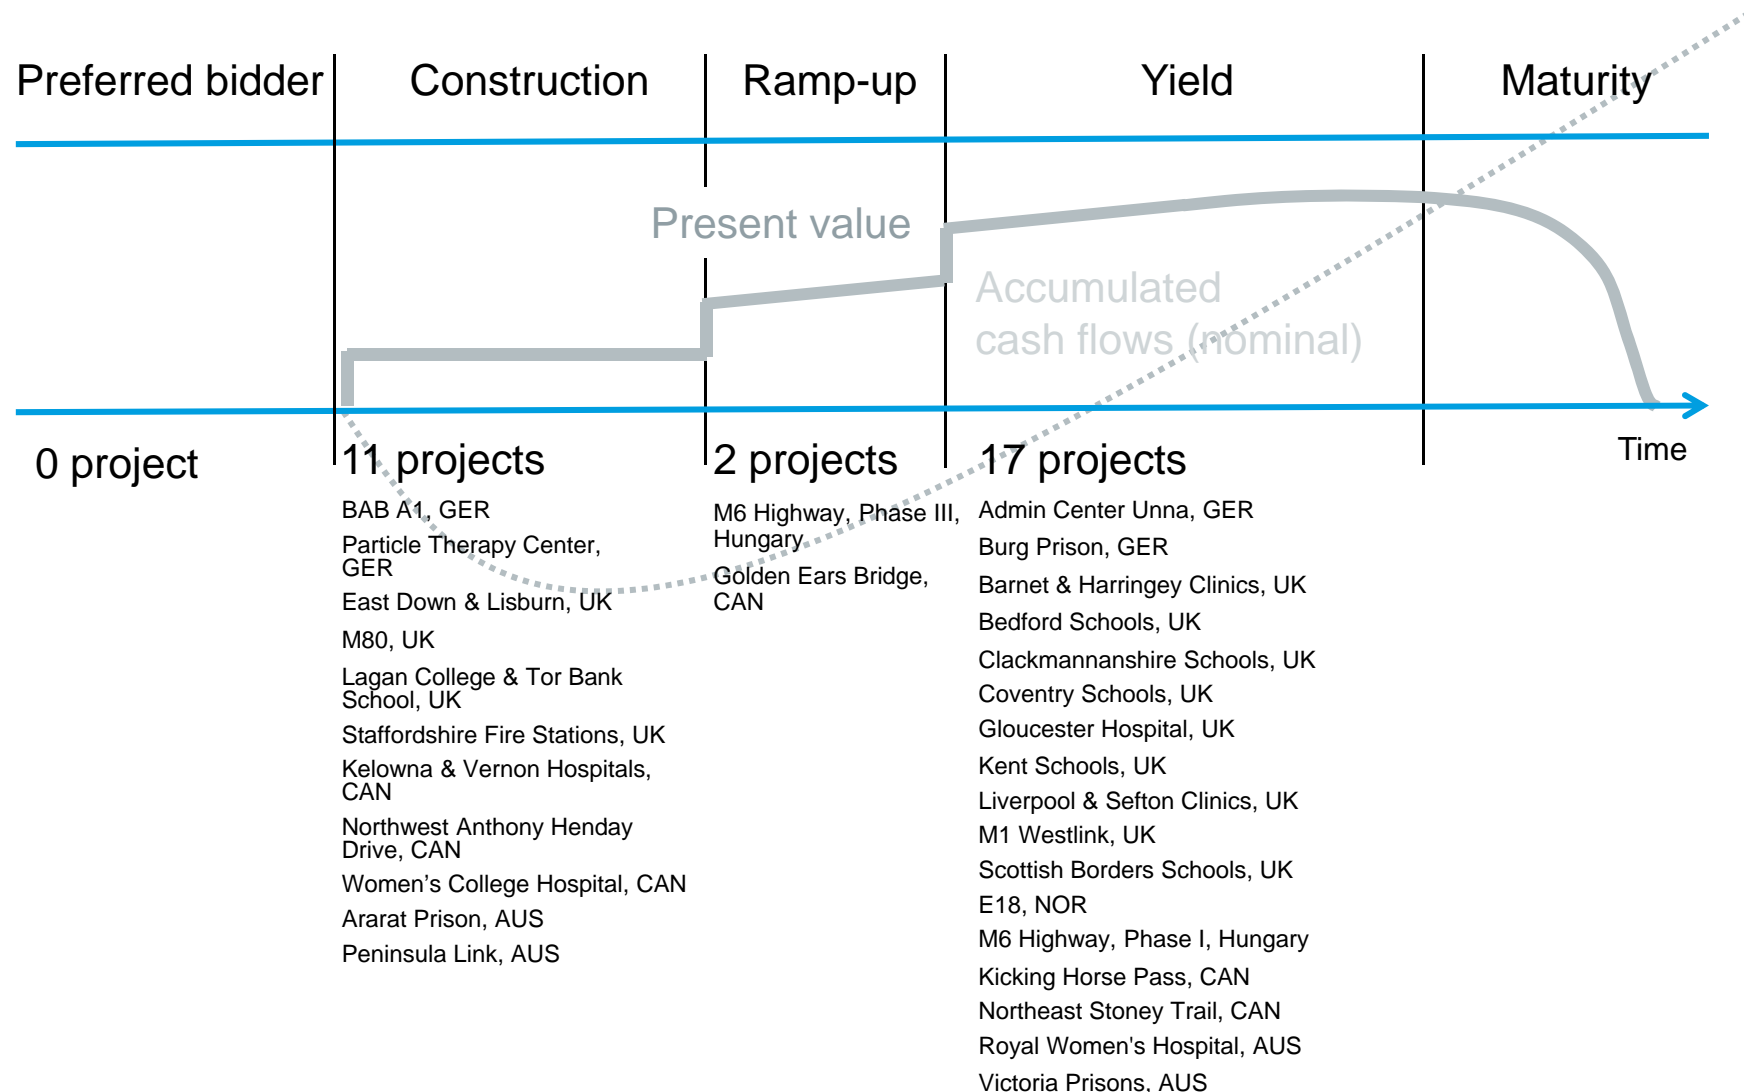 Preferred bidder
Construction
Ramp-up
Yield
Maturity
Present value
Accumulated
cash flows (nominal)
Time
0 project
11 projects
BAB A1, GER
Particle Therapy Center,
GER
East Down & Lisburn, UK
M80, UK
Lagan College & Tor Bank
School, UK
Staffordshire Fire Stations, UK
Kelowna & Vernon Hospitals,
CAN
Northwest Anthony Henday
Drive, CAN
Women’s College Hospital, CAN
Ararat Prison, AUS
Peninsula Link, AUS
2 projects
M6 Highway, Phase III,
Hungary
Golden Ears Bridge,
CAN
17 projects
Admin Center Unna, GER
Burg Prison, GER
Barnet & Harringey Clinics, UK
Bedford Schools, UK
Clackmannanshire Schools, UK
Coventry Schools, UK
Gloucester Hospital, UK
Kent Schools, UK
Liverpool & Sefton Clinics, UK
M1 Westlink, UK
Scottish Borders Schools, UK
E18, NOR
M6 Highway, Phase I, Hungary
Kicking Horse Pass, CAN
Northeast Stoney Trail, CAN
Royal Women's Hospital, AUS
Victoria Prisons, AUS